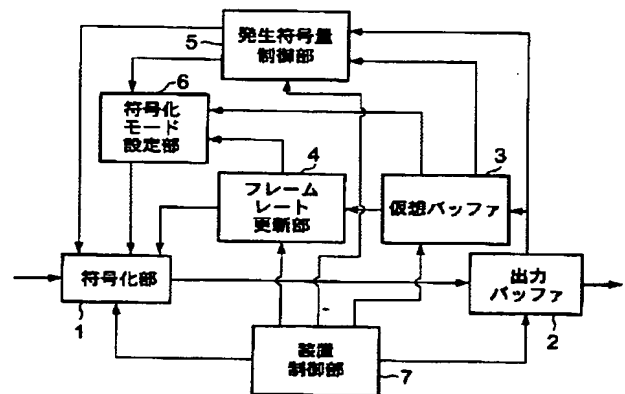 発生符号量
制御部
5
6
符号化
モード
設定部
4
フレーム
レート
更新部
3
仮想バッファ
符号化部
1
出力
バッファ
2
装置
制御部
7